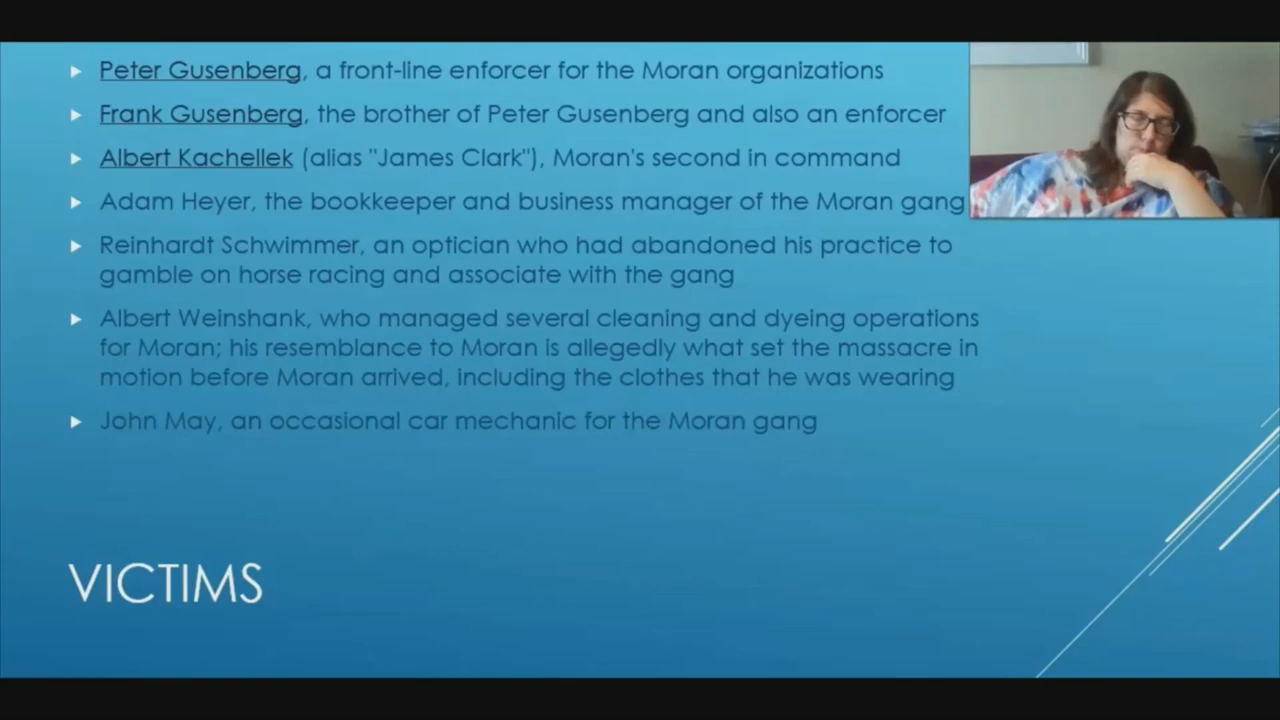 Peter Gusenberg, a front-line enforcer for the Moran organizations
Frank Gusenberg, the brother of Peter Gusenberg and also an enforcer
Albert Kachellek (alias "James Clark"), Moran's second in command
Adam Heyer, the bookkeeper and business manager of the Moran gang
Reinhardt Schwimmer, an optician who had abandoned his practice to
gamble on horse racing and associate with the gang
Albert Weinshank, who managed several cleaning and dyeing operations
for Moran; his resemblance to Moran is allegedly what set the massacre in
motion before Moran arrived, including the clothes that he was wearing
John May, an occasional car mechanic for the Moran gang
VICTIMS